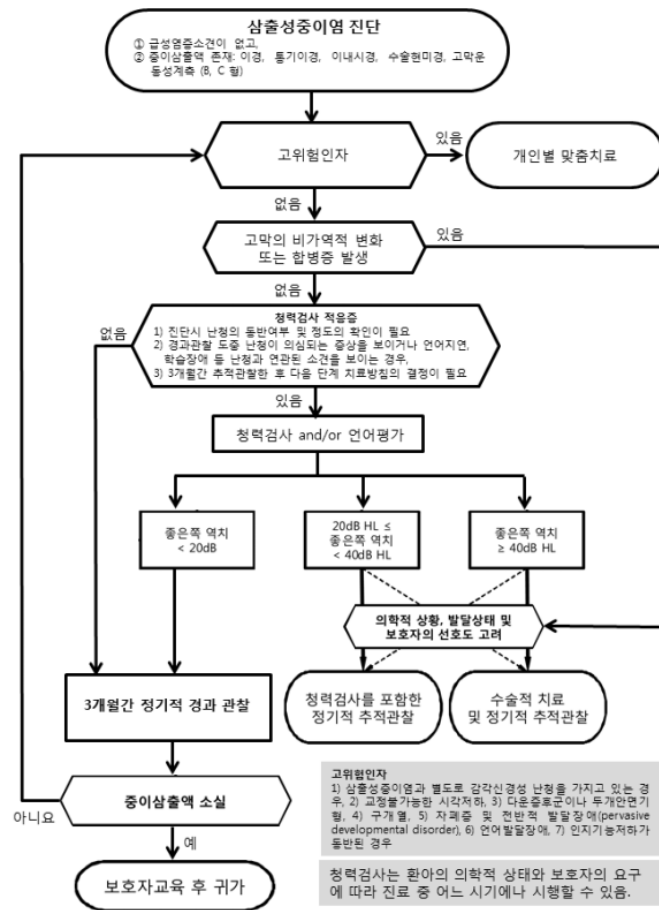 삼출성중이염 진단
① 급성염증소견이 없고,
② 중이삼출액 존재: 이경, 통기이경, 이내시경, 수술현미경, 고막운
동성계측 (B, C 형)
고위험인자
있음
개인별 맞춤치료
없음
고막의 비가역적 변화
또는 합병증 발생
있음
없음
청력검사 적응증
1) 진단시 난청의 동반여부 및 정도의 확인이 필요
2) 경과관찰 도중 난청이 의심되는 증상을 보이거나 언어지연,
학습장애 등 난청과 연관된 소견을 보이는 경우,
3) 3개월간 추적관찰한 후 다음 단계 치료방침의 결정이 필요
없음
있음
청력검사 and/or 언어평가
좋은쪽 역치
< 20dB
20dB HL ≤
좋은쪽 역치
< 40dB HL
좋은쪽 역치
≥ 40dB HL
의학적 상황, 발달상태 및
보호자의 선호도 고려
3개월간 정기적 경과 관찰
청력검사를 포함한
정기적 추적관찰
수술적 치료
및 정기적 추적관찰
중이삼출액 소실
아니요
예
보호자교육 후 귀가
고위험인자
1) 삼출성중이염과 별도로 감각신경성 난청을 가지고 있는 경
우, 2) 교정불가능한 시각저하, 3) 다운증후군이나 두개안면기
형, 4) 구개열, 5) 자폐증 및 전반적 발달장애(pervasive
developmental disorder), 6) 언어발달장애, 7) 인지기능저하가
동반된 경우
청력검사는 환아의 의학적 상태와 보호자의 요구
에 따라 진료 중 어느 시기에나 시행할 수 있음.